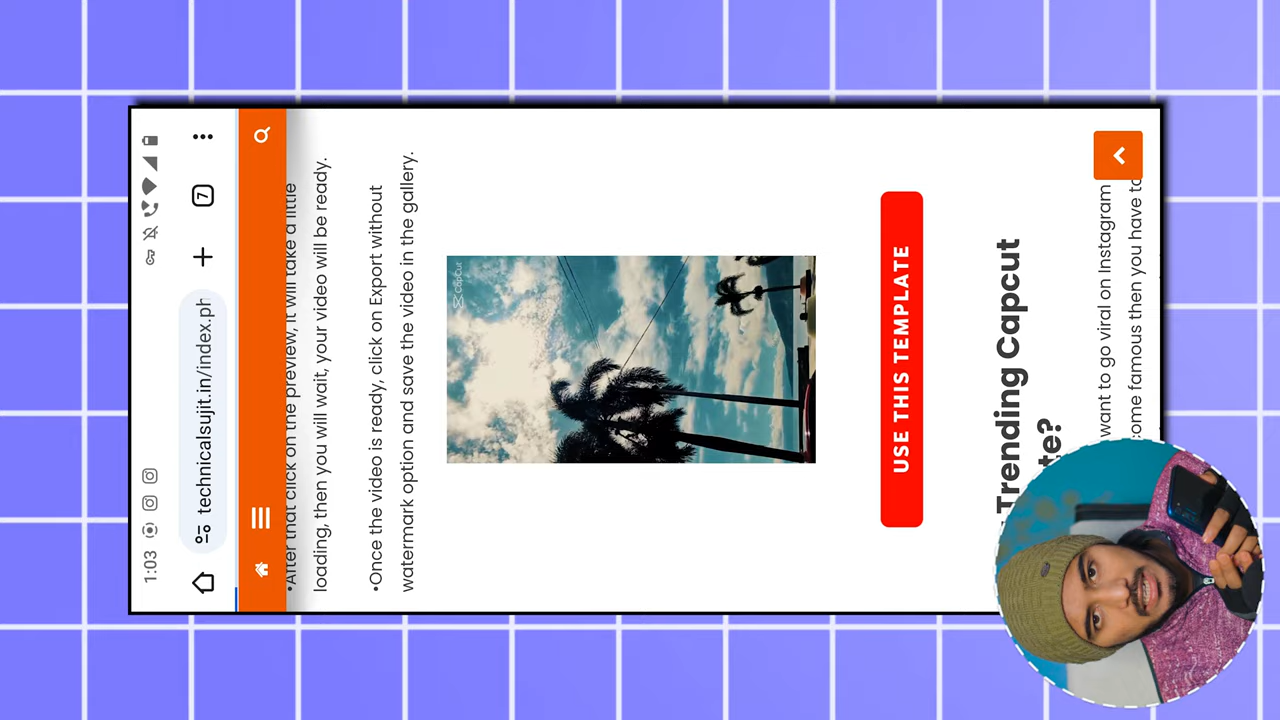 1:03
technicalsujit.in/index.ph
7
•After that click on the preview, it will take a little
loading, then you will wait, your video will be ready.
•Once the video is ready, click on Export without
watermark option and save the video in the gallery.
CapCut
USE THIS TEMPLATE
Trending Capcut
te?
want to go viral on Instagram
ome famous then you have to